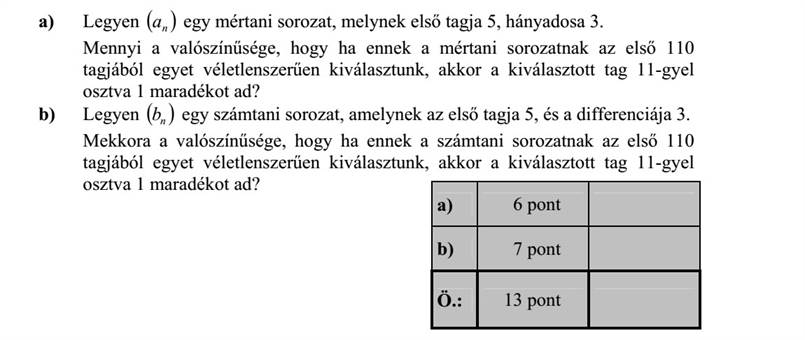 a) Legyen (aₙ) egy mértani sorozat, melynek első tagja 5, hányadosa 3.
Mennyi a valószínűsége, hogy ha ennek a mértani sorozatnak az első 110
tagjából egyet véletlenszerűen kiválasztunk, akkor a kiválasztott tag 11-gyel
osztva 1 maradékot ad?
b) Legyen (bₙ) egy számtani sorozat, amelynek az első tagja 5, és a differenciája 3.
Mekkora a valószínűsége, hogy ha ennek a számtani sorozatnak az első 110
tagjából egyet véletlenszerűen kiválasztunk, akkor a kiválasztott tag 11-gyel
osztva 1 maradékot ad?
a) 6 pont
b) 7 pont
Ö.: 13 pont